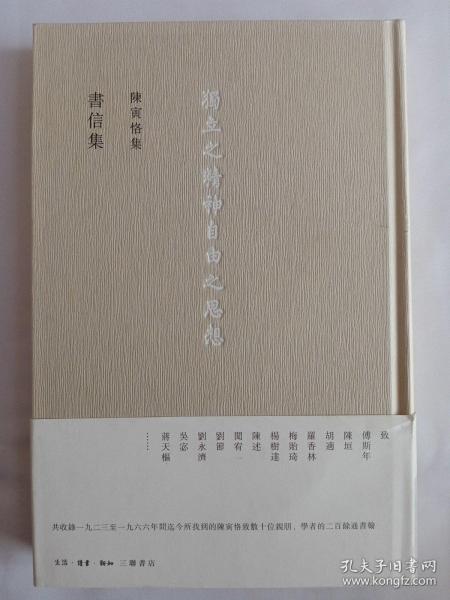 獨立之精神自由之思想
陳寅恪集
書信集
致
傅斯年
陳垣
胡適
羅香林
梅貽琦
楊樹達
陳述
聞宥
劉節
劉永濟
吳宓
蔣天樞
……
共收錄一九二三至一九六六年間迄今所找到的陳寅恪致數十位親朋、學者的二百餘通書翰
生活·讀書·新知 三聯書店
孔夫子旧书网
kongfz.com